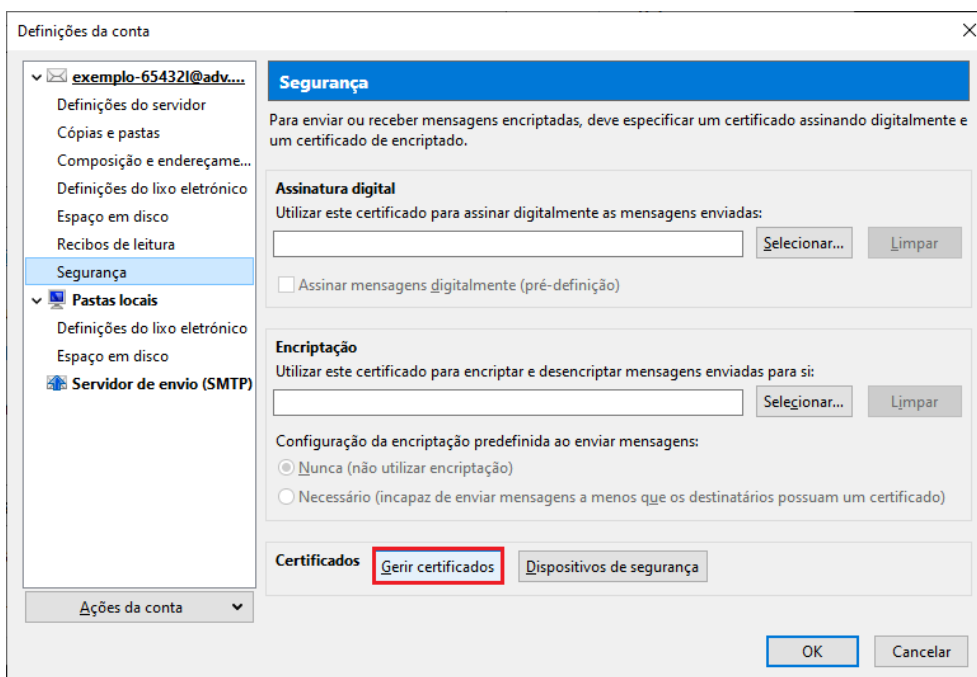 Definições da conta
exemplo-65432l@adv....
Definições do servidor
Cópias e pastas
Composição e endereçame...
Definições do lixo eletrónico
Espaço em disco
Recibos de leitura
Segurança
Pastas locais
Definições do lixo eletrónico
Espaço em disco
Servidor de envio (SMTP)
Ações da conta
Segurança
Para enviar ou receber mensagens encriptadas, deve especificar um certificado assinando digitalmente e
um certificado de encriptado.
Assinatura digital
Utilizar este certificado para assinar digitalmente as mensagens enviadas:
Selecionar... Limpar
Assinar mensagens digitalmente (pré-definição)
Encriptação
Utilizar este certificado para encriptar e desencriptar mensagens enviadas para si:
Selecionar... Limpar
Configuração da encriptação predefinida ao enviar mensagens:
Nunca (não utilizar encriptação)
Necessário (incapaz de enviar mensagens a menos que os destinatários possuam um certificado)
Certificados Gerir certificados Dispositivos de segurança
OK Cancelar